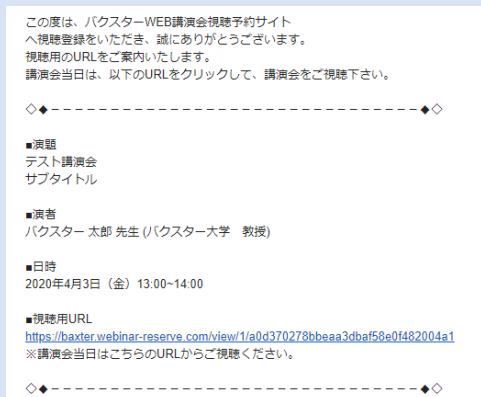 この度は、バクスターWEB講演会視聴予約サイト
へ視聴登録をいただき、誠にありがとうございます。
視聴用のURLをご案内いたします。
講演会当日は、以下のURLをクリックして、講演会をご視聴下さい。
◇◆－－－－－－－－－－－－－－－－－－－－－－－－－－－－－－－◆◇
■演題
テスト講演会
サブタイトル
■演者
バクスター 太郎 先生 (バクスター大学　教授)
■日時
2020年4月3日（金）13:00~14:00
■視聴用URL
https://baxter.webinar-reserve.com/view/1/a0d370278bbeaa3dbaf58e0f482004a1
※講演会当日はこちらのURLからご視聴ください。
◇◆－－－－－－－－－－－－－－－－－－－－－－－－－－－－－－－◆◇